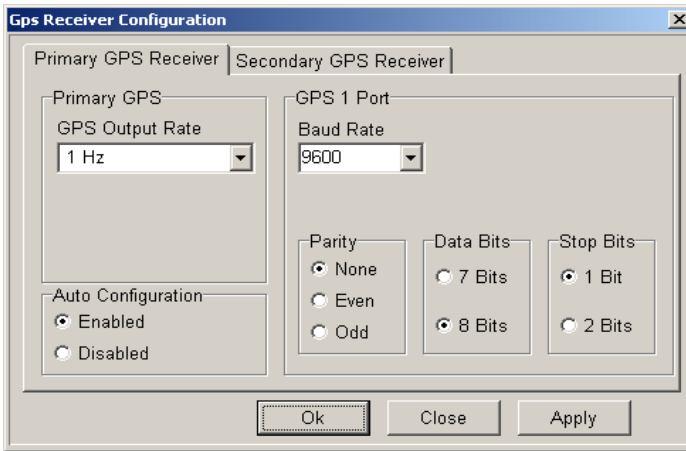 Gps Receiver Configuration
Primary GPS Receiver
Secondary GPS Receiver
Primary GPS
GPS Output Rate
1 Hz
Auto Configuration
Enabled
Disabled
GPS 1 Port
Baud Rate
9600
Parity
None
Even
Odd
Data Bits
7 Bits
8 Bits
Stop Bits
1 Bit
2 Bits
Ok
Close
Apply